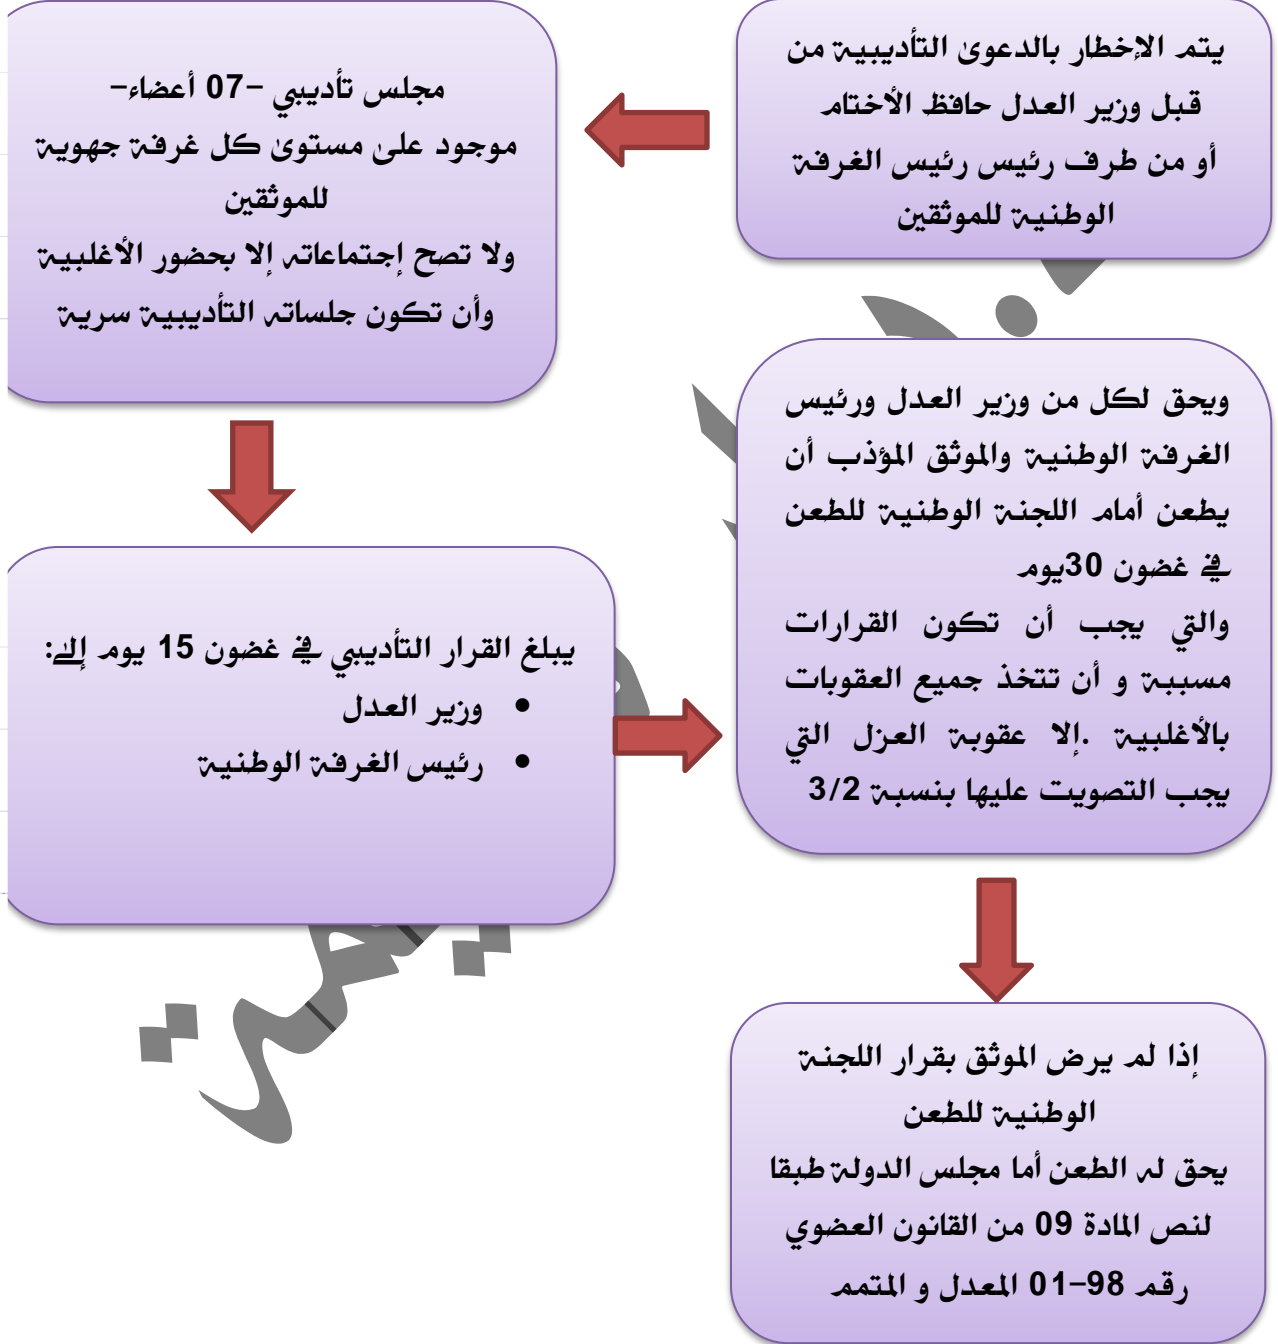 يتم الإخطار بالدعوى التأديبية من
قبل وزير العدل حافظ الأختام
أو من طرف رئيس رئيس الغرفة
الوطنية للموثقين
مجلس تأديبي -07 أعضاء-
موجود على مستوى كل غرفة جهوية
للموثقين
ولا تصح إجتماعاته إلا بحضور الأغلبية
وأن تكون جلساته التأديبية سرية
يبلغ القرار التأديبي في غضون 15 يوم إلى:
• وزير العدل
• رئيس الغرفة الوطنية
ويحق لكل من وزير العدل ورئيس
الغرفة الوطنية والموثق المؤذب أن
يطعن أمام اللجنة الوطنية للطعن
في غضون 30يوم
والتي يجب أن تكون القرارات
مسببة و أن تتخذ جميع العقوبات
بالأغلبية .إلا عقوبة العزل التي
يجب التصويت عليها بنسبة 3/2
إذا لم يرض الموثق بقرار اللجنة
الوطنية للطعن
يحق له الطعن أما مجلس الدولة طبقا
لنص المادة 09 من القانون العضوي
رقم 98-01 المعدل و المتمم